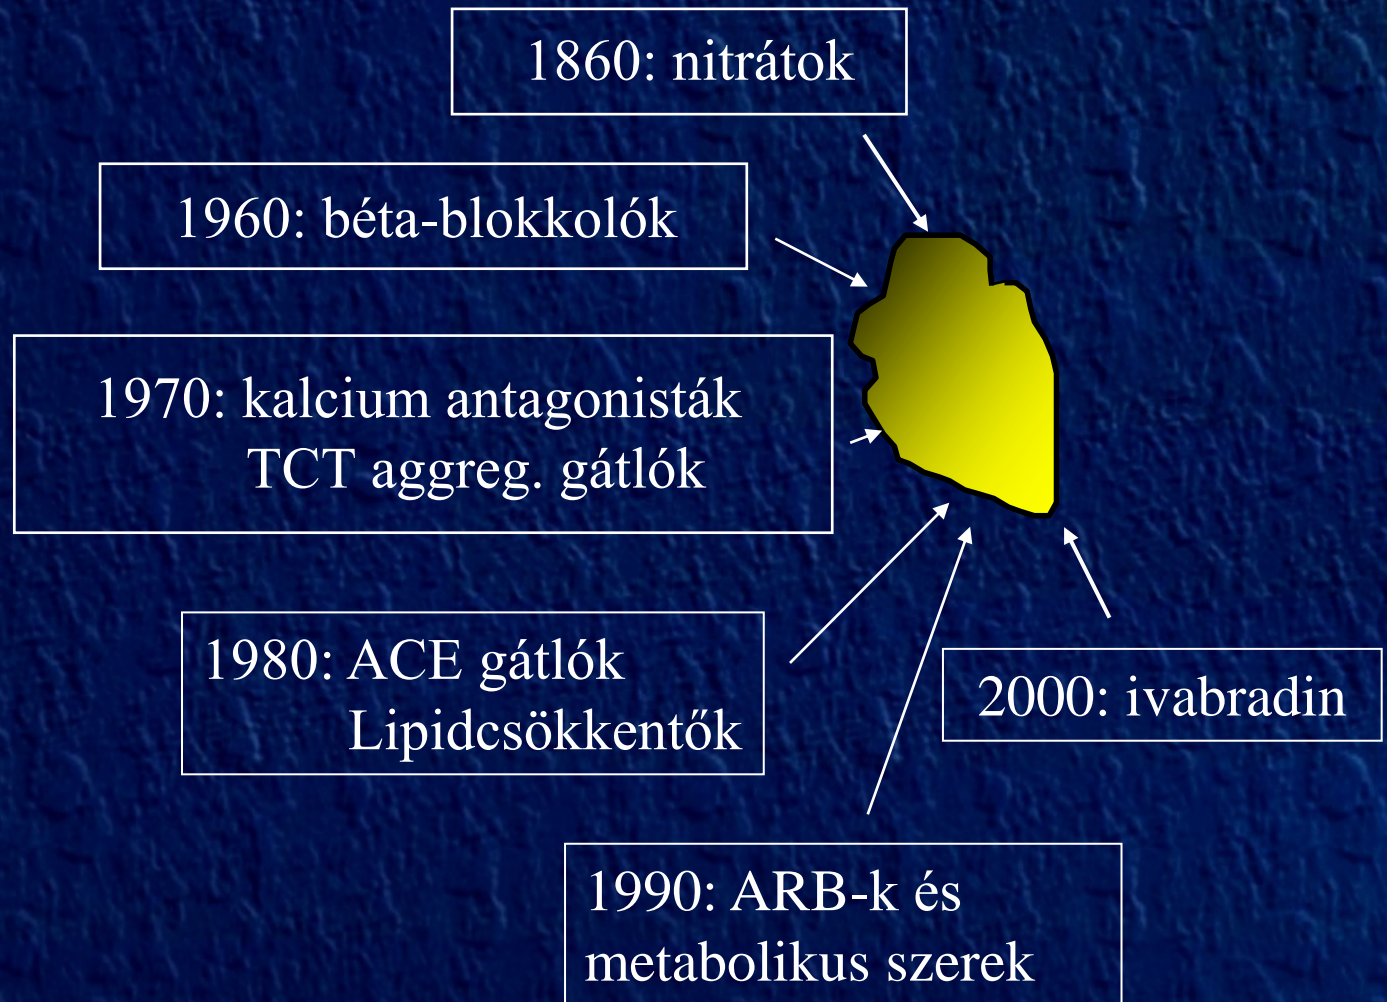 1860: nitrátok
1960: béta-blokkolók
1970: kalcium antagonisták
TCT aggreg. gátlók
1980: ACE gátlók
Lipidcsökkentők
2000: ivabradin
1990: ARB-k és
metabolikus szerek